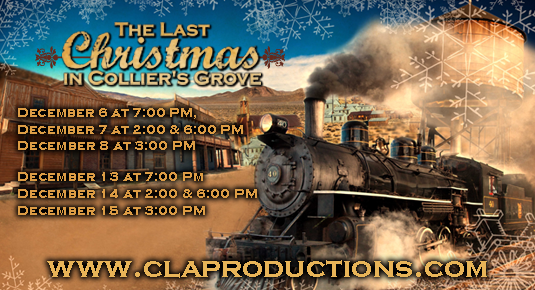 The Last
Christmas
in Collier's Grove
December 6 at 7:00 PM,
December 7 at 2:00 & 6:00 PM
December 8 at 3:00 PM
December 13 at 7:00 PM
December 14 at 2:00 & 6:00 PM
December 15 at 3:00 PM
40
www.claproductions.com